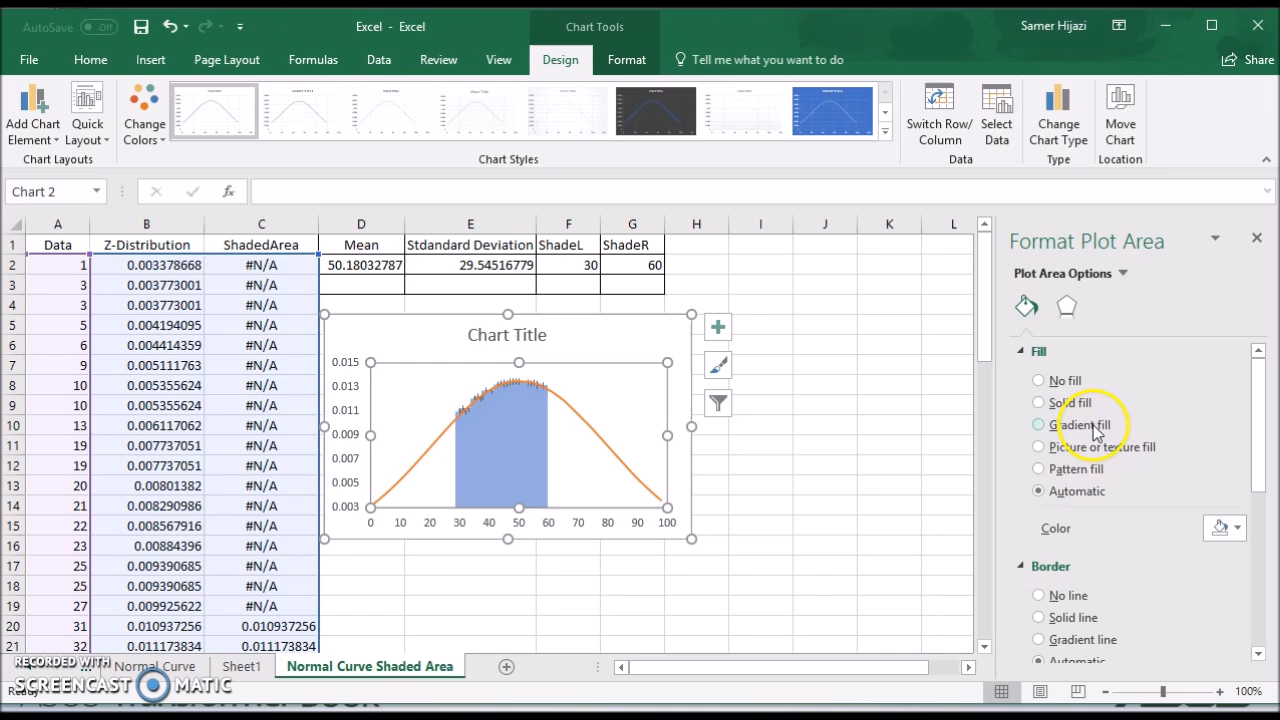 AutoSave Off Excel - Excel Chart Tools Samer Hijazi
File Home Insert Page Layout Formulas Data Review View Design Format Tell me what you want to do Share
Add Chart Element Quick Layout Change Colors Switch Row/ Column Select Data Change Chart Type Move Chart
Chart Layouts Chart Styles Data Type Location
Chart 2 fx
A B C D E F G H I J K L
1 Data Z-Distribution ShadedArea Mean Stdandard Deviation ShadeL ShadeR
2 1 0.003378668 #N/A 50.18032787 29.54516779 30 60
3 3 0.003773001 #N/A
4 3 0.003773001 #N/A
5 5 0.004194095 #N/A
6 6 0.004414359 #N/A
7 9 0.005111763 #N/A
8 10 0.005355624 #N/A
9 10 0.005355624 #N/A
10 13 0.006117062 #N/A
11 19 0.007737051 #N/A
12 19 0.007737051 #N/A
13 20 0.00801382 #N/A
14 21 0.008290986 #N/A
15 22 0.008567916 #N/A
16 23 0.00884396 #N/A
17 25 0.009390685 #N/A
18 25 0.009390685 #N/A
19 27 0.009925622 #N/A
20 31 0.010937256 0.010937256
21 32 0.011173834 0.011173834
Chart Title
0.015
0.013
0.011
0.009
0.007
0.005
0.003
0 10 20 30 40 50 60 70 80 90 100
Format Plot Area
Plot Area Options
Fill
No fill
Solid fill
Gradient fill
Picture or texture fill
Pattern fill
Automatic
Color
Border
No line
Solid line
Gradient line
Automatic
Normal Curve Sheet1 Normal Curve Shaded Area
RECORDED WITH
SCREENCAST MATIC
100%